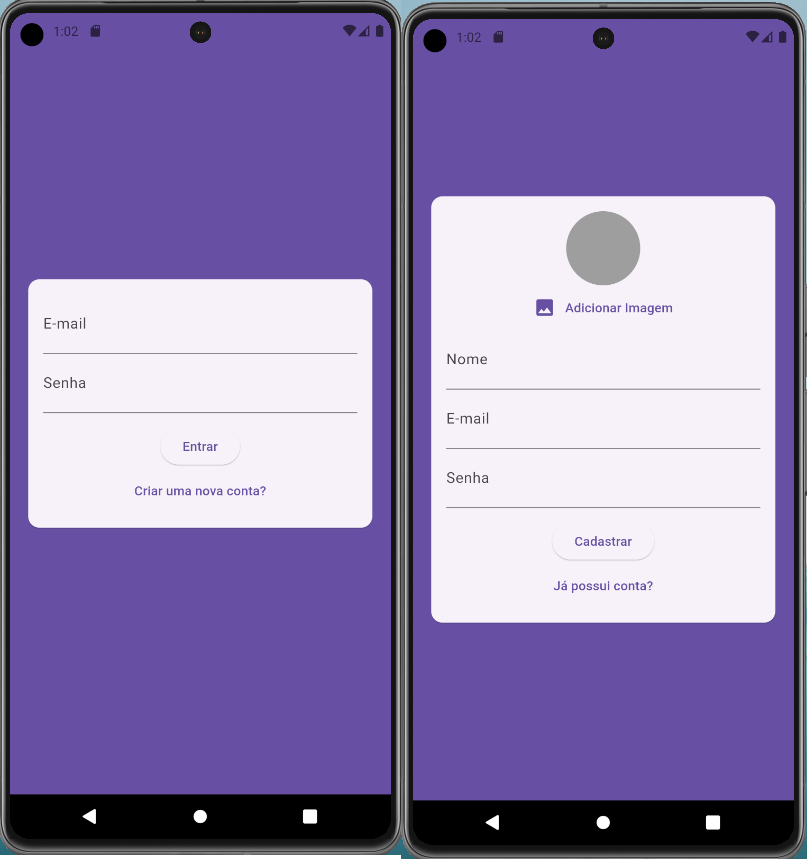 1:02
E-mail
Senha
Entrar
Criar uma nova conta?
1:02
Adicionar Imagem
Nome
E-mail
Senha
Cadastrar
Já possui conta?